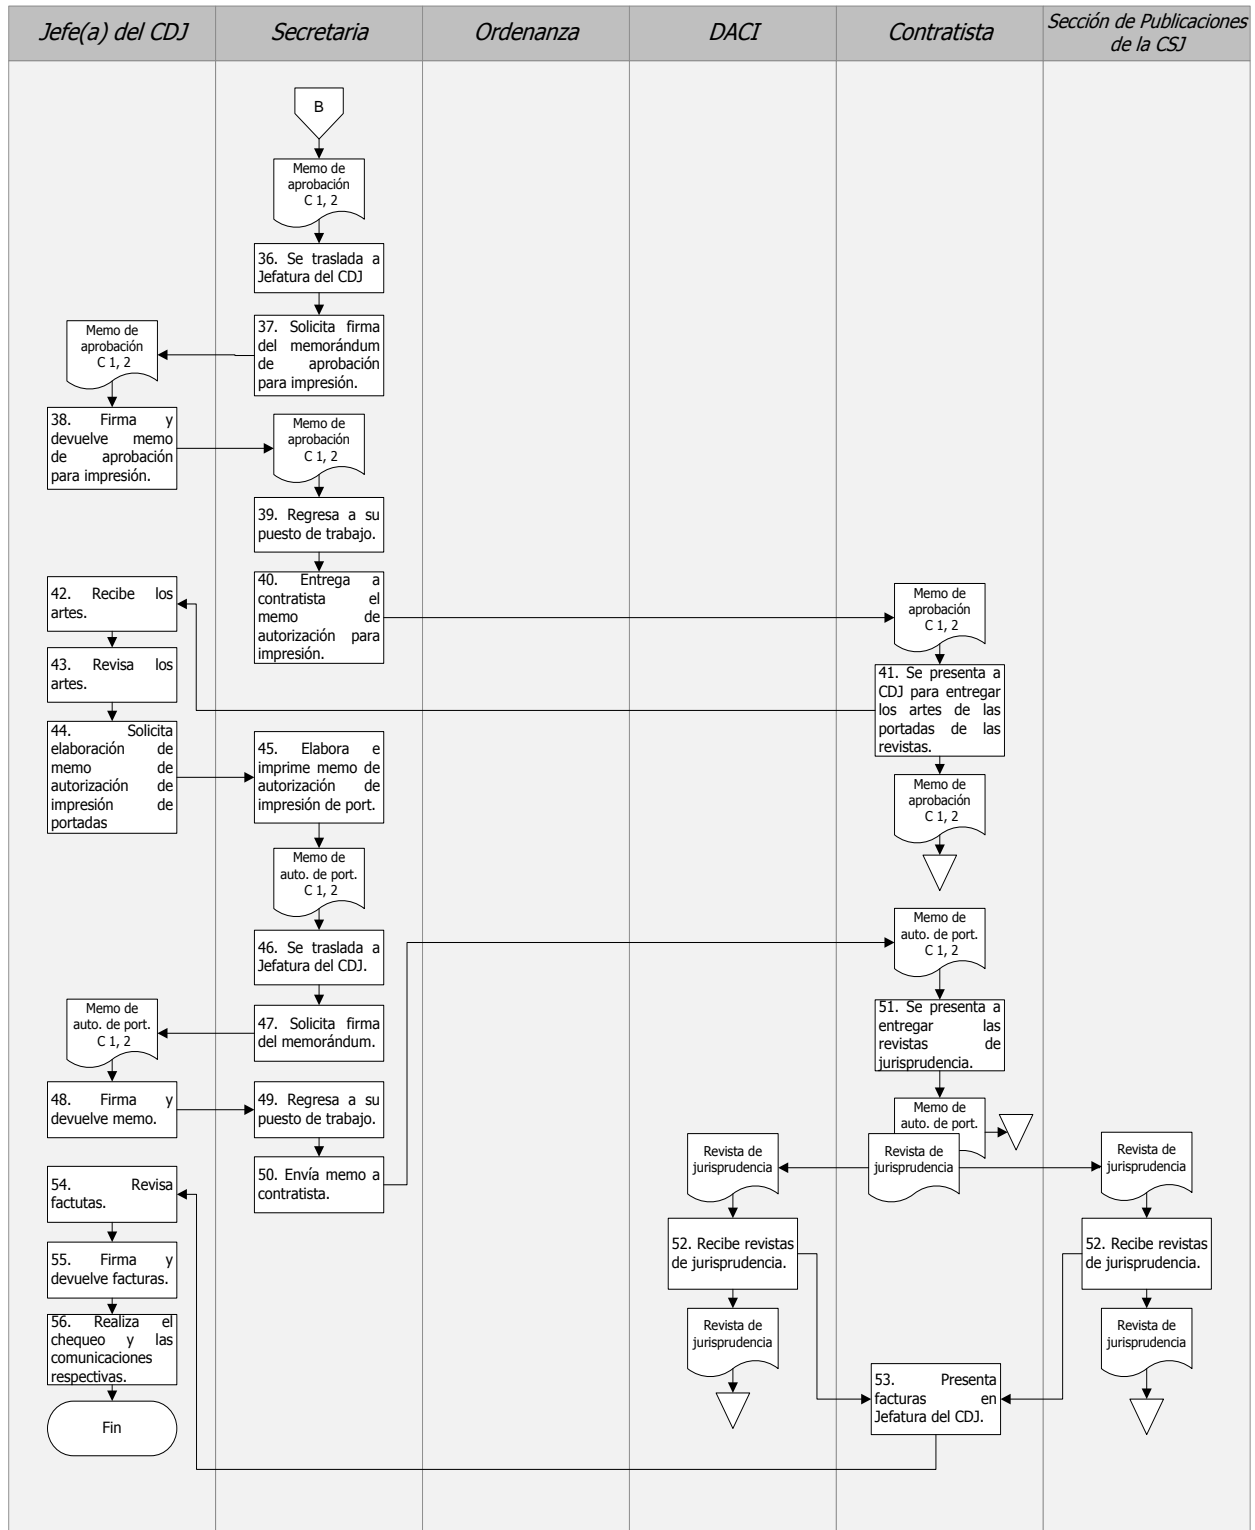 Jefe(a) del CDJ
Secretaria
Ordenanza
DACI
Contratista
Sección de Publicaciones
de la CSJ
B
Memo de
aprobación
C 1, 2
36. Se traslada a
Jefatura del CDJ
37. Solicita firma
del memorándum
de aprobación
para impresión.
Memo de
aprobación
C 1, 2
38. Firma y
devuelve memo
de aprobación
para impresión.
Memo de
aprobación
C 1, 2
39. Regresa a su
puesto de trabajo.
40. Entrega a
contratista el
memo de
autorización para
impresión.
Memo de
aprobación
C 1, 2
41. Se presenta a
CDJ para entregar
los artes de las
portadas de las
revistas.
Memo de
aprobación
C 1, 2
42. Recibe los
artes.
43. Revisa los
artes.
44. Solicita
elaboración de
memo de
autorización de
impresión de
portadas
45. Elabora e
imprime memo de
autorización de
impresión de port.
Memo de
auto. de port.
C 1, 2
46. Se traslada a
Jefatura del CDJ.
47. Solicita firma
del memorándum.
Memo de
auto. de port.
C 1, 2
48. Firma y
devuelve memo.
49. Regresa a su
puesto de trabajo.
50. Envía memo a
contratista.
Memo de
auto. de port.
C 1, 2
51. Se presenta a
entregar las
revistas de
jurisprudencia.
Memo de
auto. de port.
Revista de
jurisprudencia
Revista de
jurisprudencia
Revista de
jurisprudencia
52. Recibe revistas
de jurisprudencia.
52. Recibe revistas
de jurisprudencia.
Revista de
jurisprudencia
Revista de
jurisprudencia
53. Presenta
facturas en
Jefatura del CDJ.
54. Revisa
factutas.
55. Firma y
devuelve facturas.
56. Realiza el
chequeo y las
comunicaciones
respectivas.
Fin